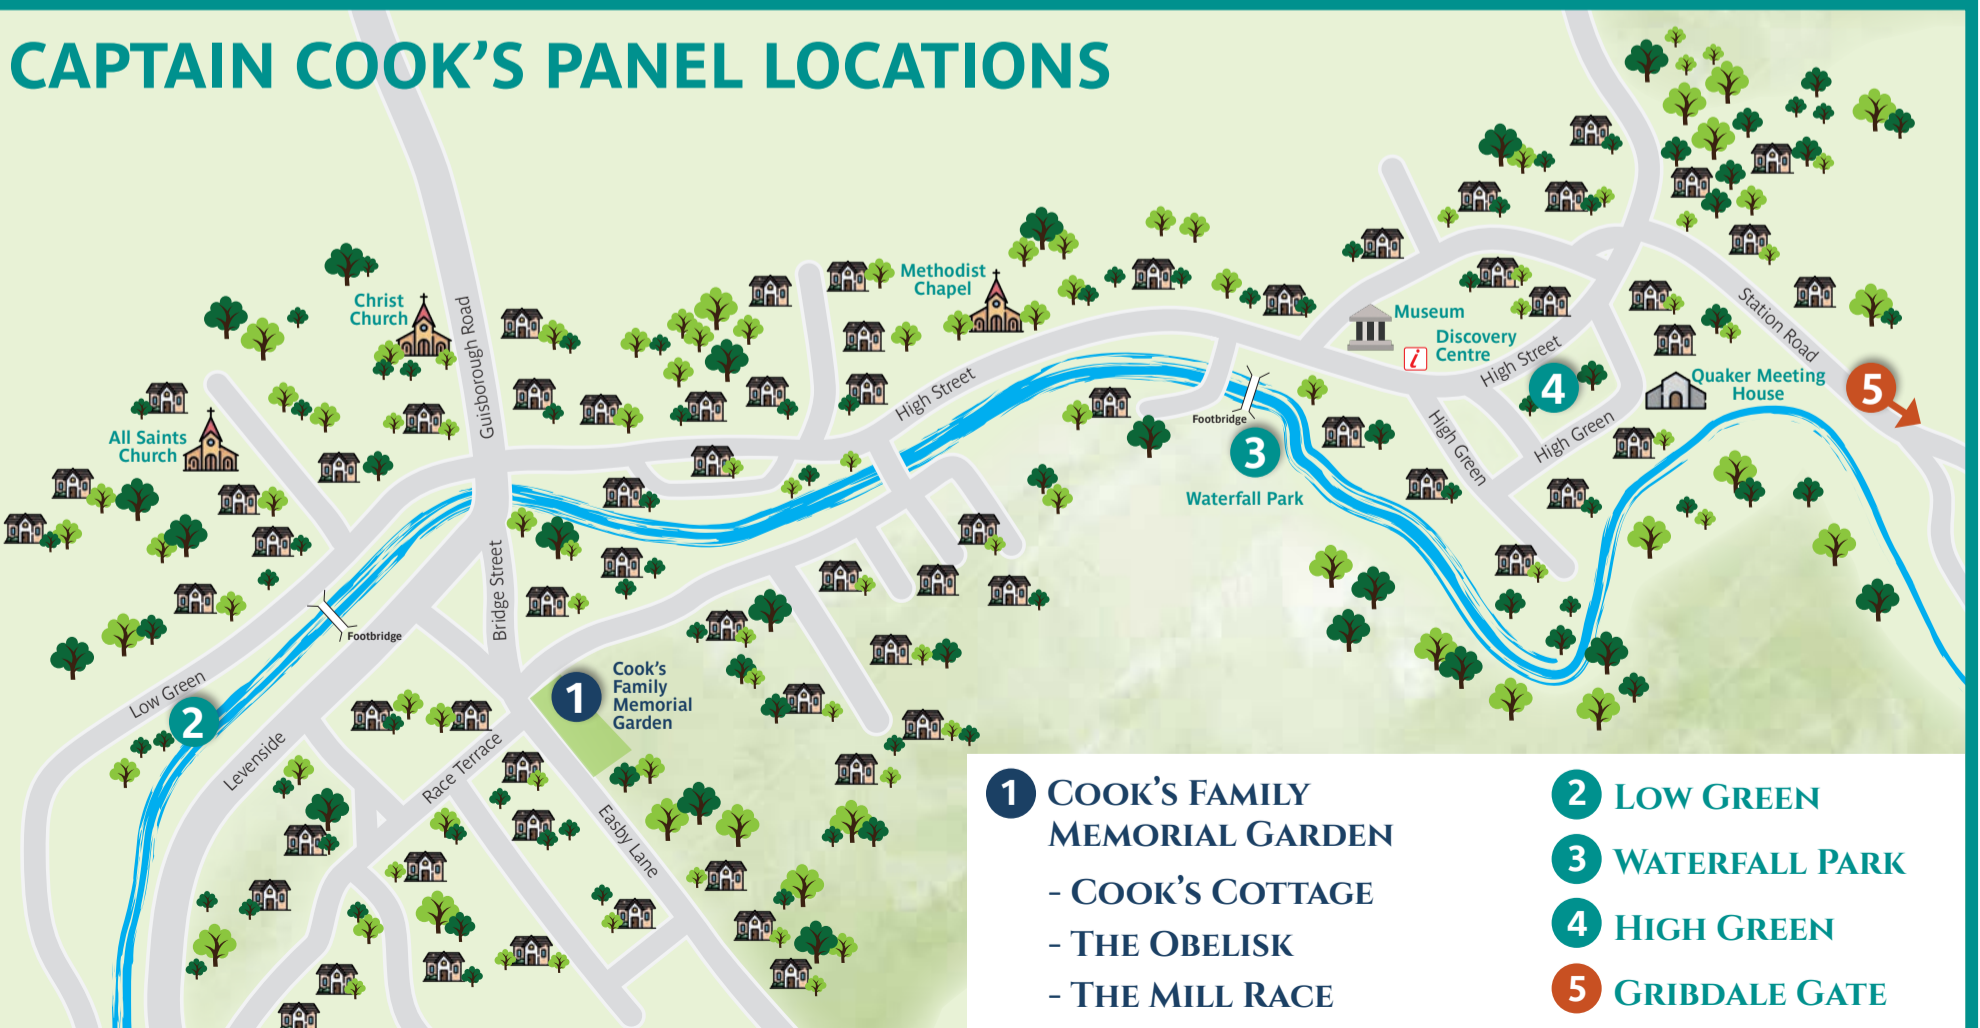 CAPTAIN COOK'S PANEL LOCATIONS
Christ
Church
Guisborough Road
All Saints
Church
Methodist
Chapel
High Street
Museum
Discovery
Centre
i
High Street
Station Road
Quaker Meeting
House
4
5
High Green
High Green
Footbridge
3
Waterfall Park
Bridge Street
Footbridge
Low Green
2
Levenside
Race Terrace
1
Cook's
Family
Memorial
Garden
Easby Lane
1 COOK'S FAMILY
MEMORIAL GARDEN
- COOK'S COTTAGE
- THE OBELISK
- THE MILL RACE
2 LOW GREEN
3 WATERFALL PARK
4 HIGH GREEN
5 GRIBDALE GATE